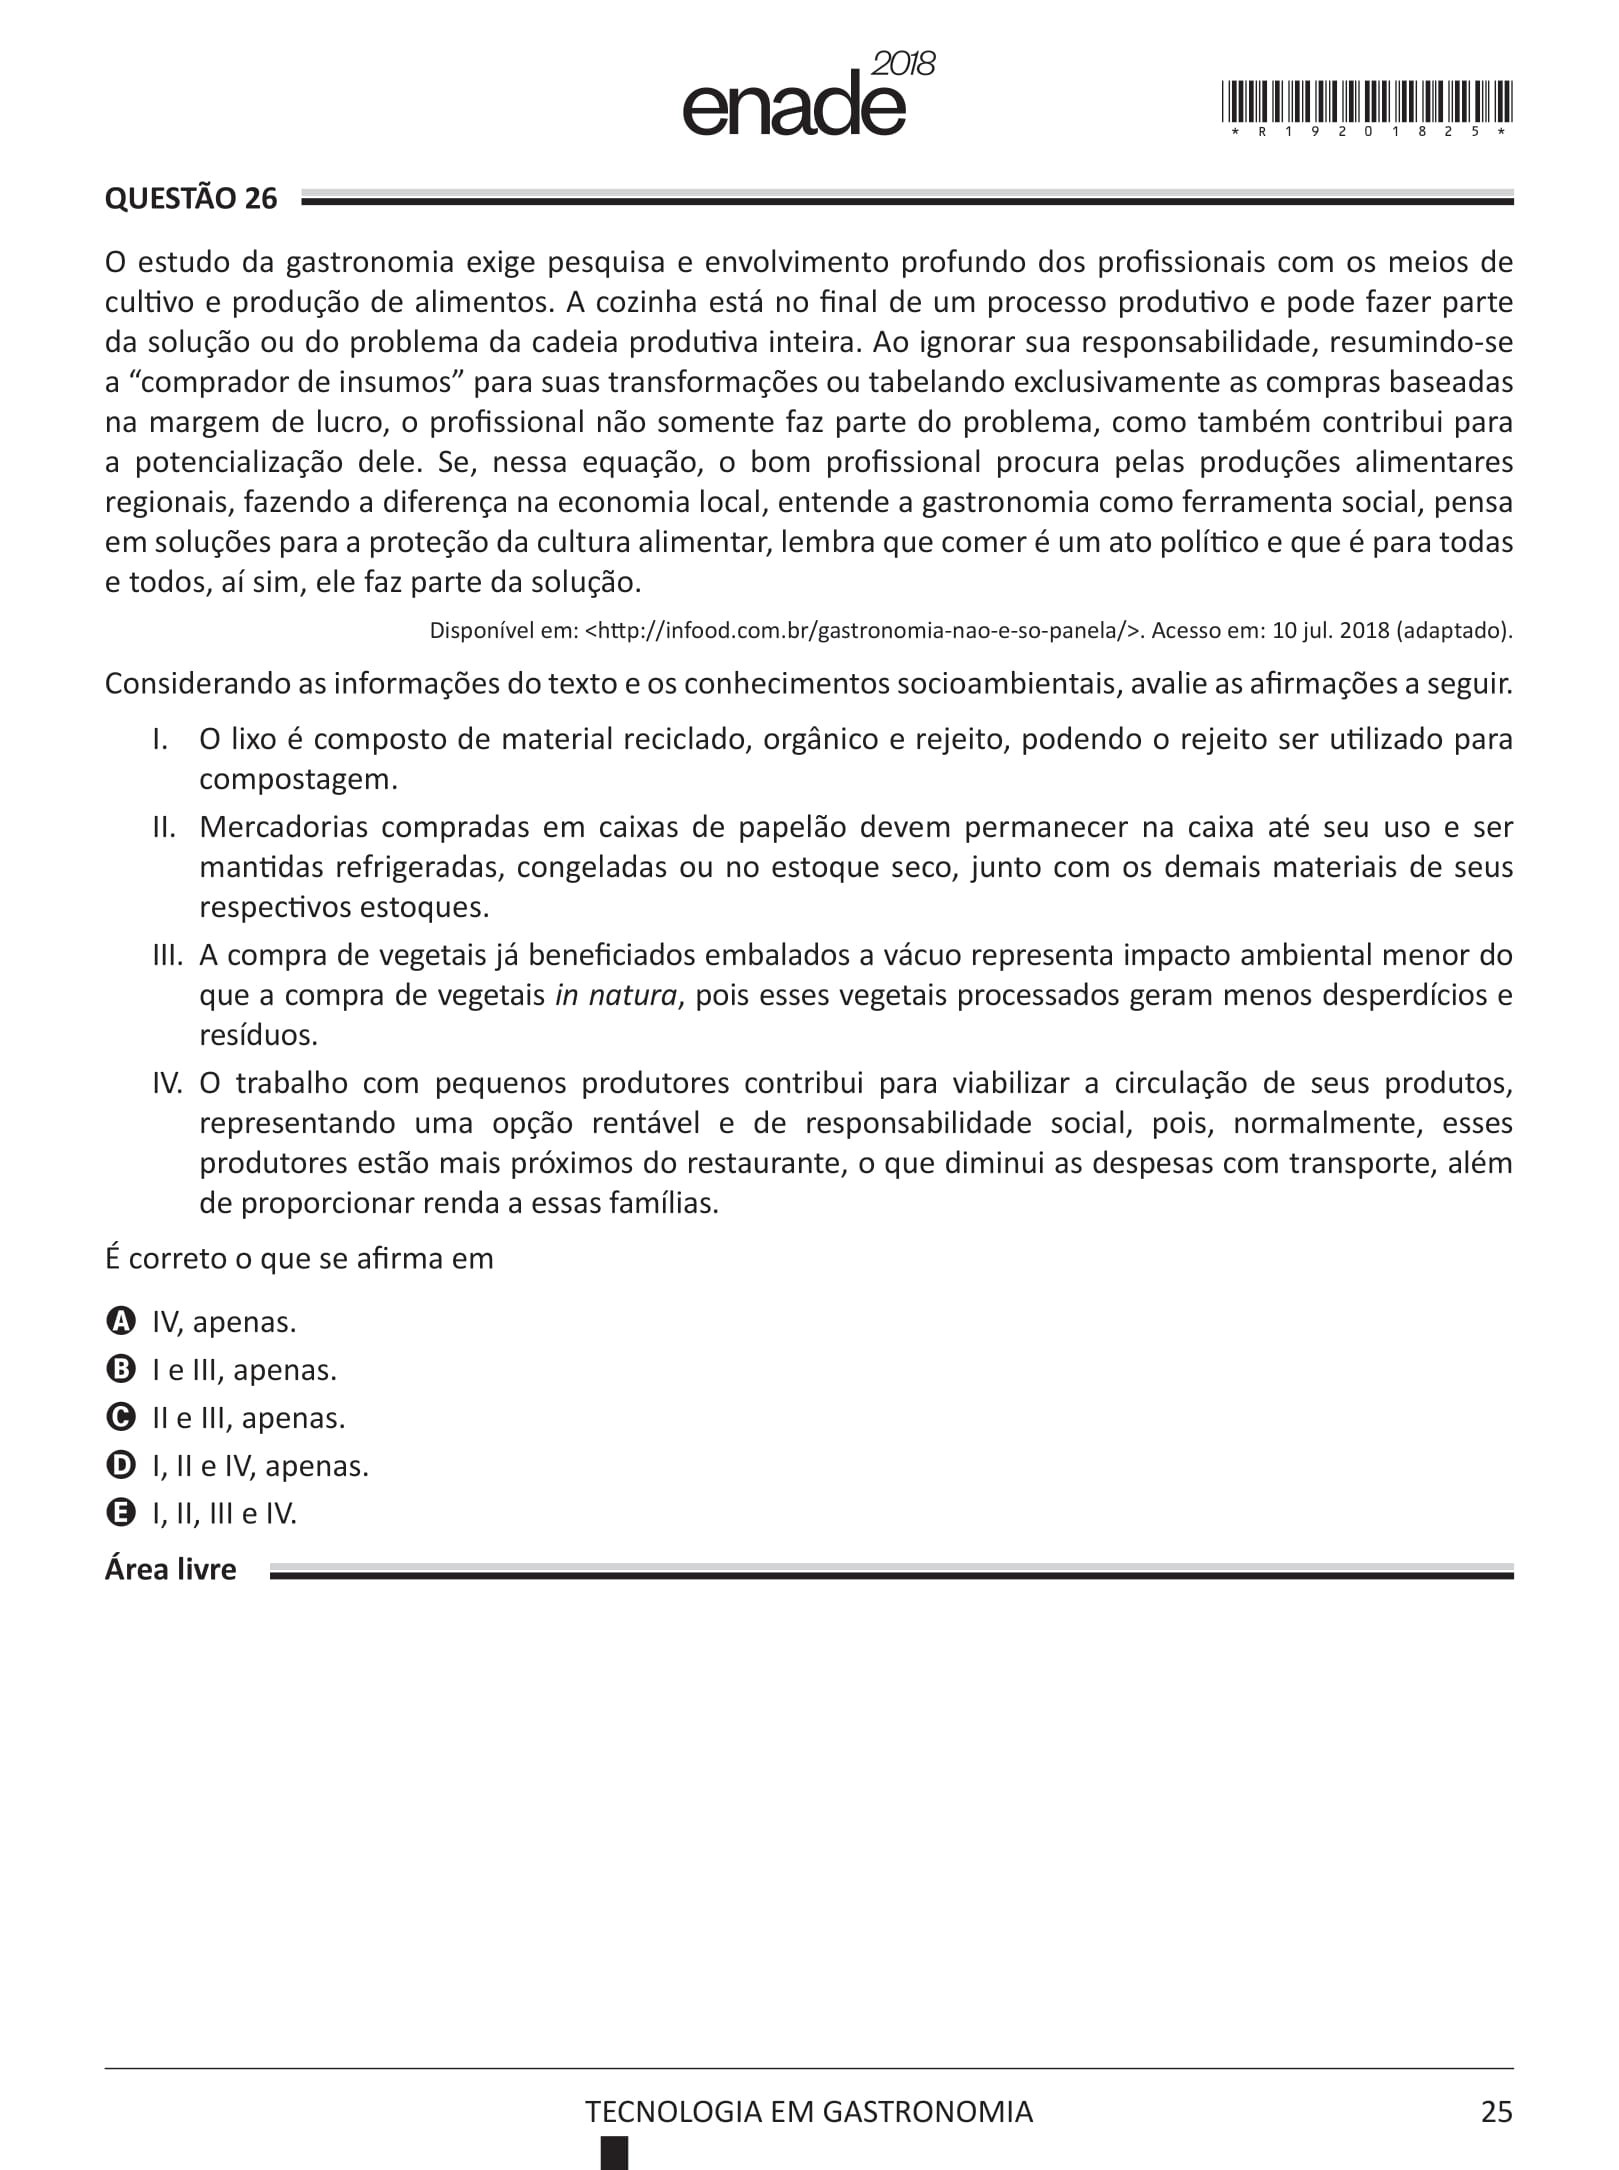 enade 2018
*R19201825*
QUESTÃO 26
O estudo da gastronomia exige pesquisa e envolvimento profundo dos profissionais com os meios de
cultivo e produção de alimentos. A cozinha está no final de um processo produtivo e pode fazer parte
da solução ou do problema da cadeia produtiva inteira. Ao ignorar sua responsabilidade, resumindo-se
a “comprador de insumos” para suas transformações ou tabelando exclusivamente as compras baseadas
na margem de lucro, o profissional não somente faz parte do problema, como também contribui para
a potencialização dele. Se, nessa equação, o bom profissional procura pelas produções alimentares
regionais, fazendo a diferença na economia local, entende a gastronomia como ferramenta social, pensa
em soluções para a proteção da cultura alimentar, lembra que comer é um ato político e que é para todas
e todos, aí sim, ele faz parte da solução.
Disponível em: <http://infood.com.br/gastronomia-nao-e-so-panela/>. Acesso em: 10 jul. 2018 (adaptado).
Considerando as informações do texto e os conhecimentos socioambientais, avalie as afirmações a seguir.
I. O lixo é composto de material reciclado, orgânico e rejeito, podendo o rejeito ser utilizado para
compostagem.
II. Mercadorias compradas em caixas de papelão devem permanecer na caixa até seu uso e ser
mantidas refrigeradas, congeladas ou no estoque seco, junto com os demais materiais de seus
respectivos estoques.
III. A compra de vegetais já beneficiados embalados a vácuo representa impacto ambiental menor do
que a compra de vegetais in natura, pois esses vegetais processados geram menos desperdícios e
resíduos.
IV. O trabalho com pequenos produtores contribui para viabilizar a circulação de seus produtos,
representando uma opção rentável e de responsabilidade social, pois, normalmente, esses
produtores estão mais próximos do restaurante, o que diminui as despesas com transporte, além
de proporcionar renda a essas famílias.
É correto o que se afirma em
A IV, apenas.
B I e III, apenas.
C II e III, apenas.
D I, II e IV, apenas.
E I, II, III e IV.
Área livre
TECNOLOGIA EM GASTRONOMIA
25